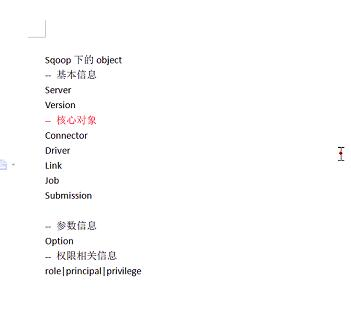 Sqoop 下的 object
-- 基本信息
Server
Version
-- 核心对象
Connector
Driver
Link
Job
Submission
-- 参数信息
Option
-- 权限相关信息
role|principal|privilege